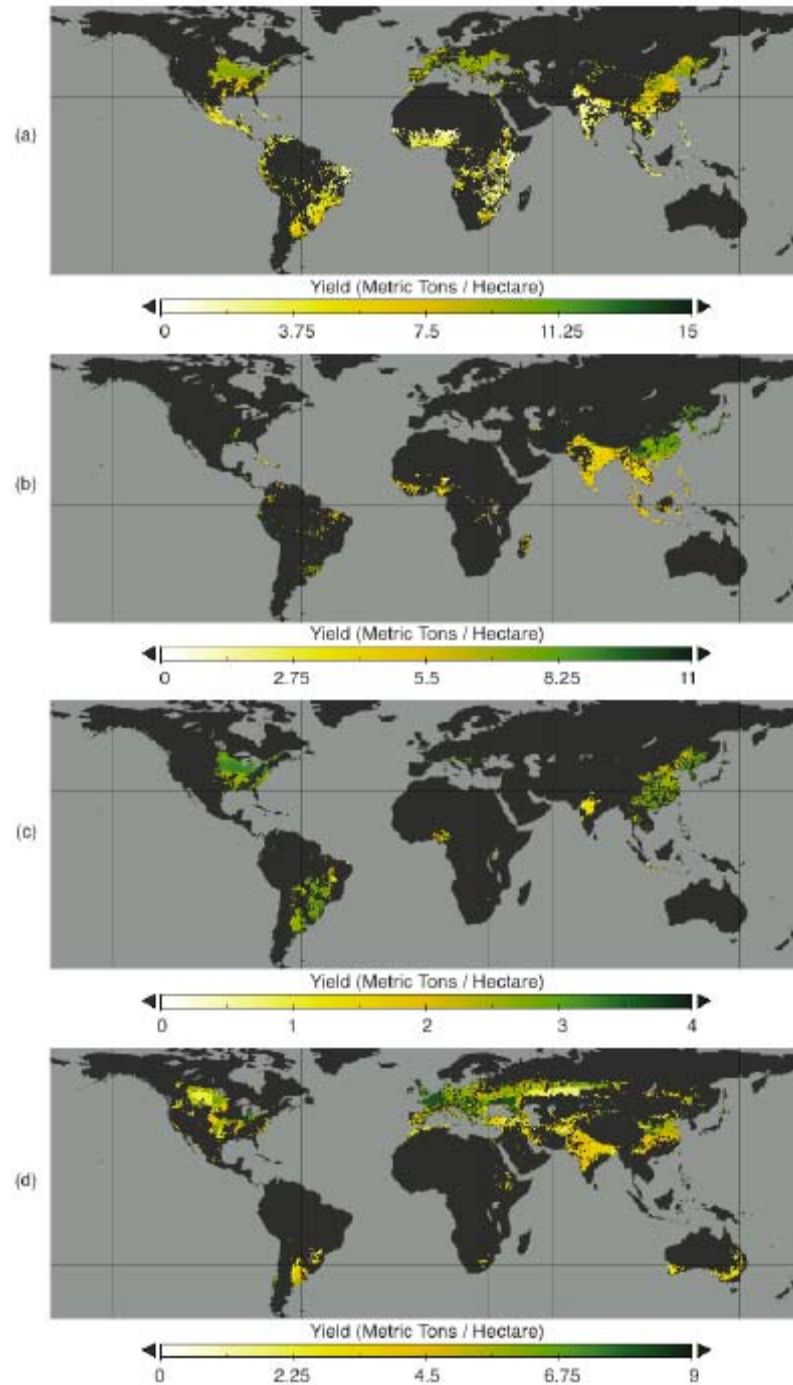 (a)
Yield (Metric Tons / Hectare)
0 3.75 7.5 11.25 15
(b)
Yield (Metric Tons / Hectare)
0 2.75 5.5 8.25 11
(c)
Yield (Metric Tons / Hectare)
0 1 2 3 4
(d)
Yield (Metric Tons / Hectare)
0 2.25 4.5 6.75 9